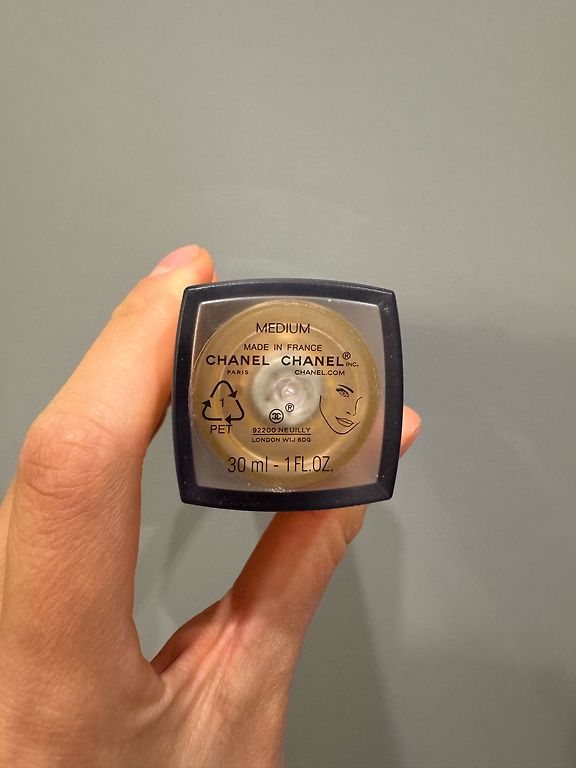 MEDIUM
MADE IN FRANCE
CHANEL CHANEL® INC.
PARIS CHANEL.COM
1
®
PET
92200 NEUILLY
LONDON W1J 6DG
30 ml - 1 FL.OZ.